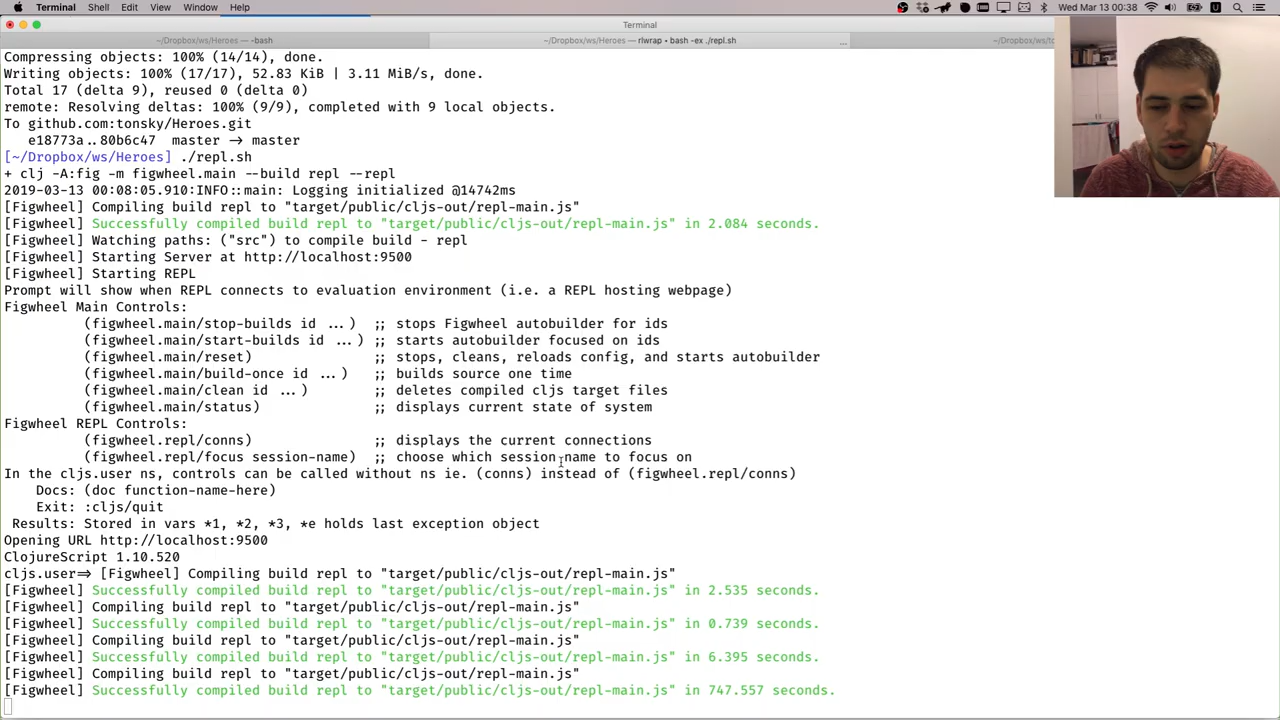 Terminal Shell Edit View Window Help
Wed Mar 13 00:38
Terminal
~/Dropbox/ws/Heroes — -bash
~/Dropbox/ws/Heroes — rlwrap • bash -ex ./repl.sh
...
~/Dropbox/ws/to
Compressing objects: 100% (14/14), done.
Writing objects: 100% (17/17), 52.83 KiB | 3.11 MiB/s, done.
Total 17 (delta 9), reused 0 (delta 0)
remote: Resolving deltas: 100% (9/9), completed with 9 local objects.
To github.com:tonsky/Heroes.git
e18773a..80b6c47 master -> master
[~/Dropbox/ws/Heroes] ./repl.sh
+ clj -A:fig -m figwheel.main --build repl --repl
2019-03-13 00:08:05.910:INFO::main: Logging initialized @14742ms
[Figwheel] Compiling build repl to "target/public/cljs-out/repl-main.js"
[Figwheel] Successfully compiled build repl to "target/public/cljs-out/repl-main.js" in 2.084 seconds.
[Figwheel] Watching paths: ("src") to compile build - repl
[Figwheel] Starting Server at http://localhost:9500
[Figwheel] Starting REPL
Prompt will show when REPL connects to evaluation environment (i.e. a REPL hosting webpage)
Figwheel Main Controls:
(figwheel.main/stop-builds id ...) ;; stops Figwheel autobuilder for ids
(figwheel.main/start-builds id ...) ;; starts autobuilder focused on ids
(figwheel.main/reset) ;; stops, cleans, reloads config, and starts autobuilder
(figwheel.main/build-once id ...) ;; builds source one time
(figwheel.main/clean id ...) ;; deletes compiled cljs target files
(figwheel.main/status) ;; displays current state of system
Figwheel REPL Controls:
(figwheel.repl/conns) ;; displays the current connections
(figwheel.repl/focus session-name) ;; choose which session name to focus on
In the cljs.user ns, controls can be called without ns ie. (conns) instead of (figwheel.repl/conns)
Docs: (doc function-name-here)
Exit: :cljs/quit
Results: Stored in vars *1, *2, *3, *e holds last exception object
Opening URL http://localhost:9500
ClojureScript 1.10.520
cljs.user=> [Figwheel] Compiling build repl to "target/public/cljs-out/repl-main.js"
[Figwheel] Successfully compiled build repl to "target/public/cljs-out/repl-main.js" in 2.535 seconds.
[Figwheel] Compiling build repl to "target/public/cljs-out/repl-main.js"
[Figwheel] Successfully compiled build repl to "target/public/cljs-out/repl-main.js" in 0.739 seconds.
[Figwheel] Compiling build repl to "target/public/cljs-out/repl-main.js"
[Figwheel] Successfully compiled build repl to "target/public/cljs-out/repl-main.js" in 6.395 seconds.
[Figwheel] Compiling build repl to "target/public/cljs-out/repl-main.js"
[Figwheel] Successfully compiled build repl to "target/public/cljs-out/repl-main.js" in 747.557 seconds.